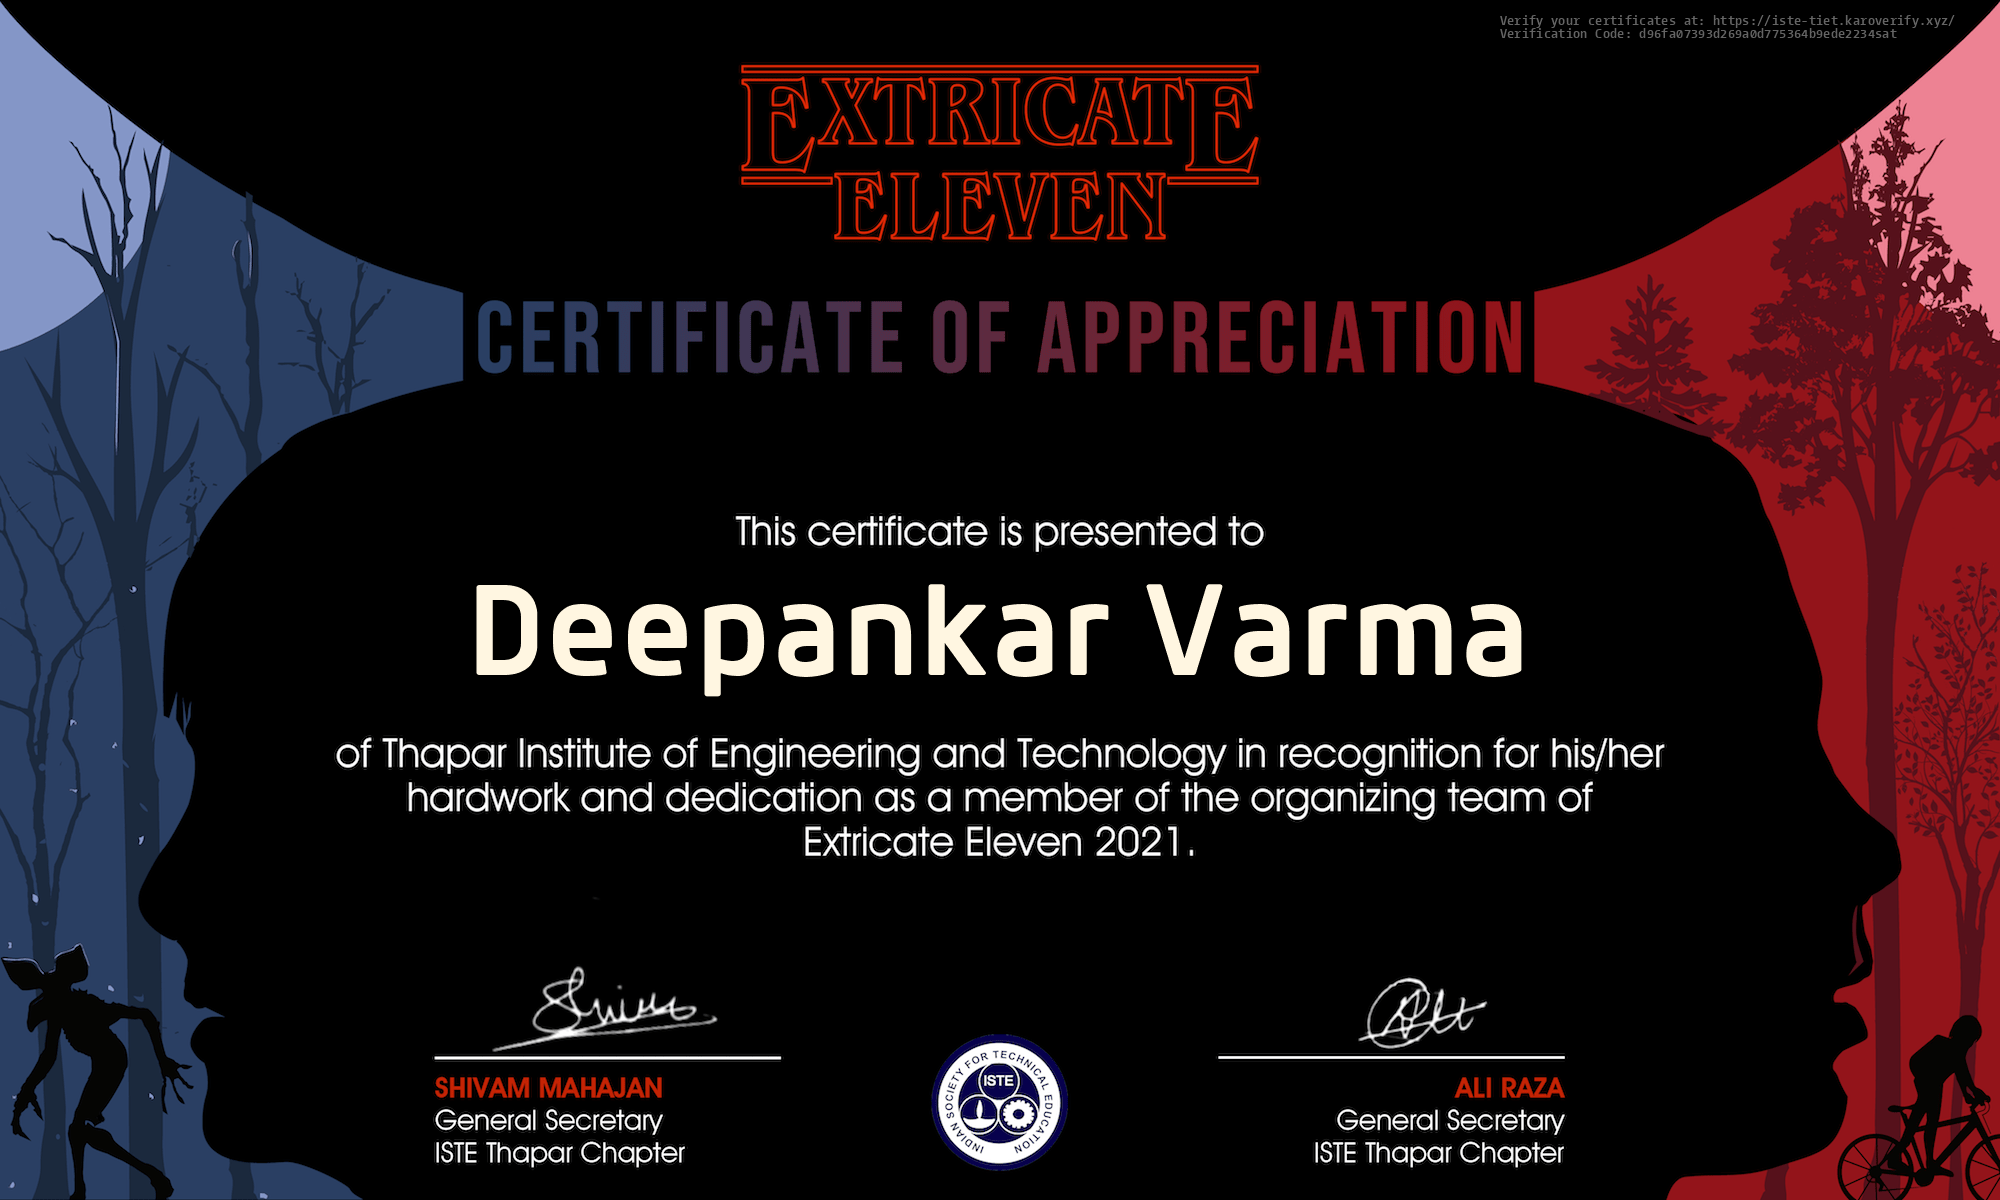 Verify your certificates at: https://iste-tiet.karoverify.xyz/
Verification Code: d96fa07393d269a0d775364b9ede2234sat
EXTRICATE
ELEVEN
CERTIFICATE OF APPRECIATION
This certificate is presented to
Deepankar Varma
of Thapar Institute of Engineering and Technology in recognition for his/her
hardwork and dedication as a member of the organizing team of
Extricate Eleven 2021.
SHIVAM MAHAJAN
General Secretary
ISTE Thapar Chapter
INDIAN SOCIETY FOR TECHNICAL EDUCATION
ISTE
ALI RAZA
General Secretary
ISTE Thapar Chapter